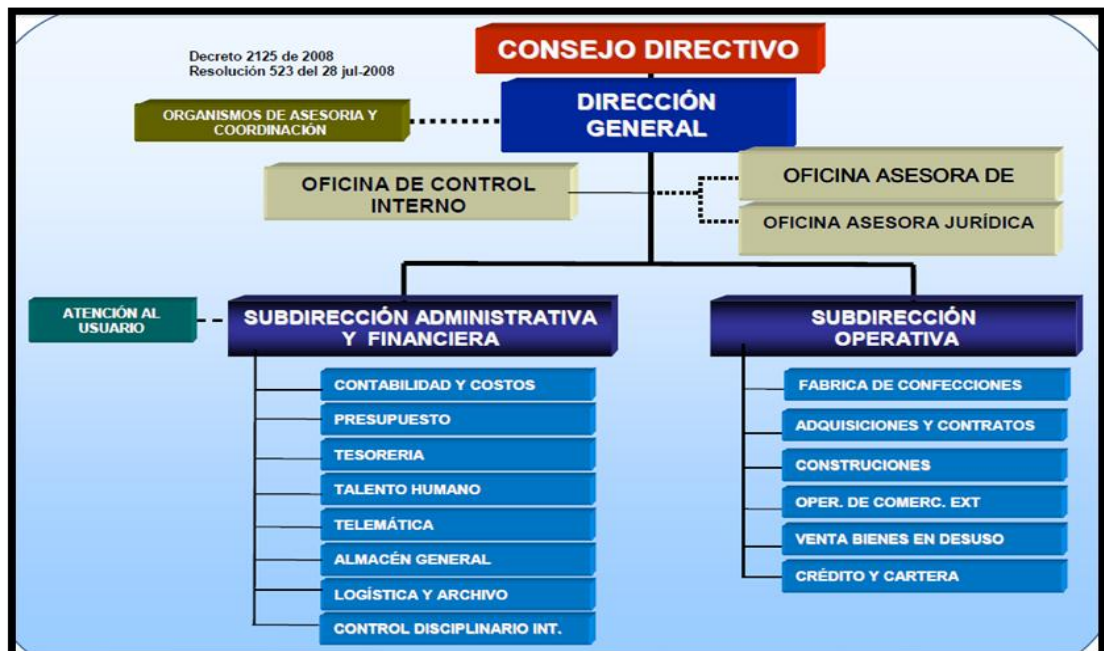 CONSEJO DIRECTIVO
Decreto 2125 de 2008
Resolución 523 del 28 jul-2008
DIRECCIÓN
GENERAL
ORGANISMOS DE ASESORIA Y
COORDINACIÓN
OFICINA DE CONTROL
INTERNO
OFICINA ASESORA DE
OFICINA ASESORA JURÍDICA
ATENCIÓN AL
USUARIO
SUBDIRECCIÓN ADMINISTRATIVA
Y FINANCIERA
CONTABILIDAD Y COSTOS
PRESUPUESTO
TESORERIA
TALENTO HUMANO
TELEMÁTICA
ALMACÉN GENERAL
LOGÍSTICA Y ARCHIVO
CONTROL DISCIPLINARIO INT.
SUBDIRECCIÓN
OPERATIVA
FABRICA DE CONFECCIONES
ADQUISICIONES Y CONTRATOS
CONSTRUCIONES
OPER. DE COMERC. EXT
VENTA BIENES EN DESUSO
CRÉDITO Y CARTERA